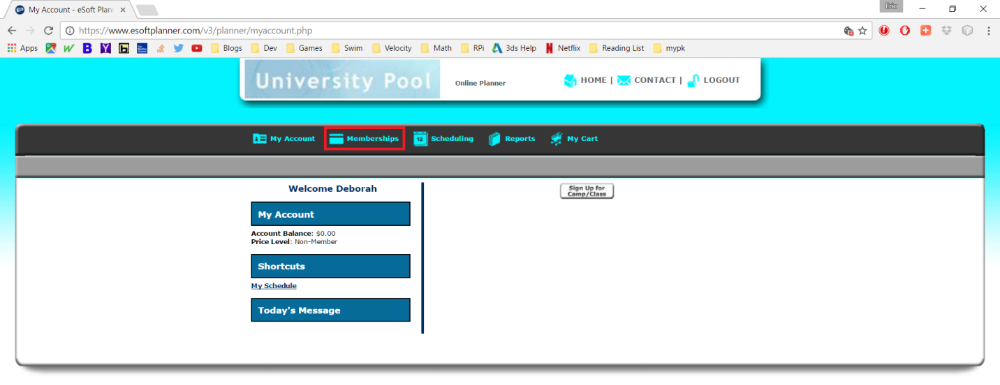 My Account - eSoft Plan
Eric
https://www.esoftplanner.com/v3/planner/myaccount.php
Apps Blogs Dev Games Swim Velocity Math RPi 3ds Help Netflix Reading List mypk
University Pool
Online Planner
HOME | CONTACT | LOGOUT
My Account Memberships 12 Scheduling Reports My Cart
Welcome Deborah
Sign Up for
Camp/Class
My Account
Account Balance: $0.00
Price Level: Non-Member
Shortcuts
My Schedule
Today's Message